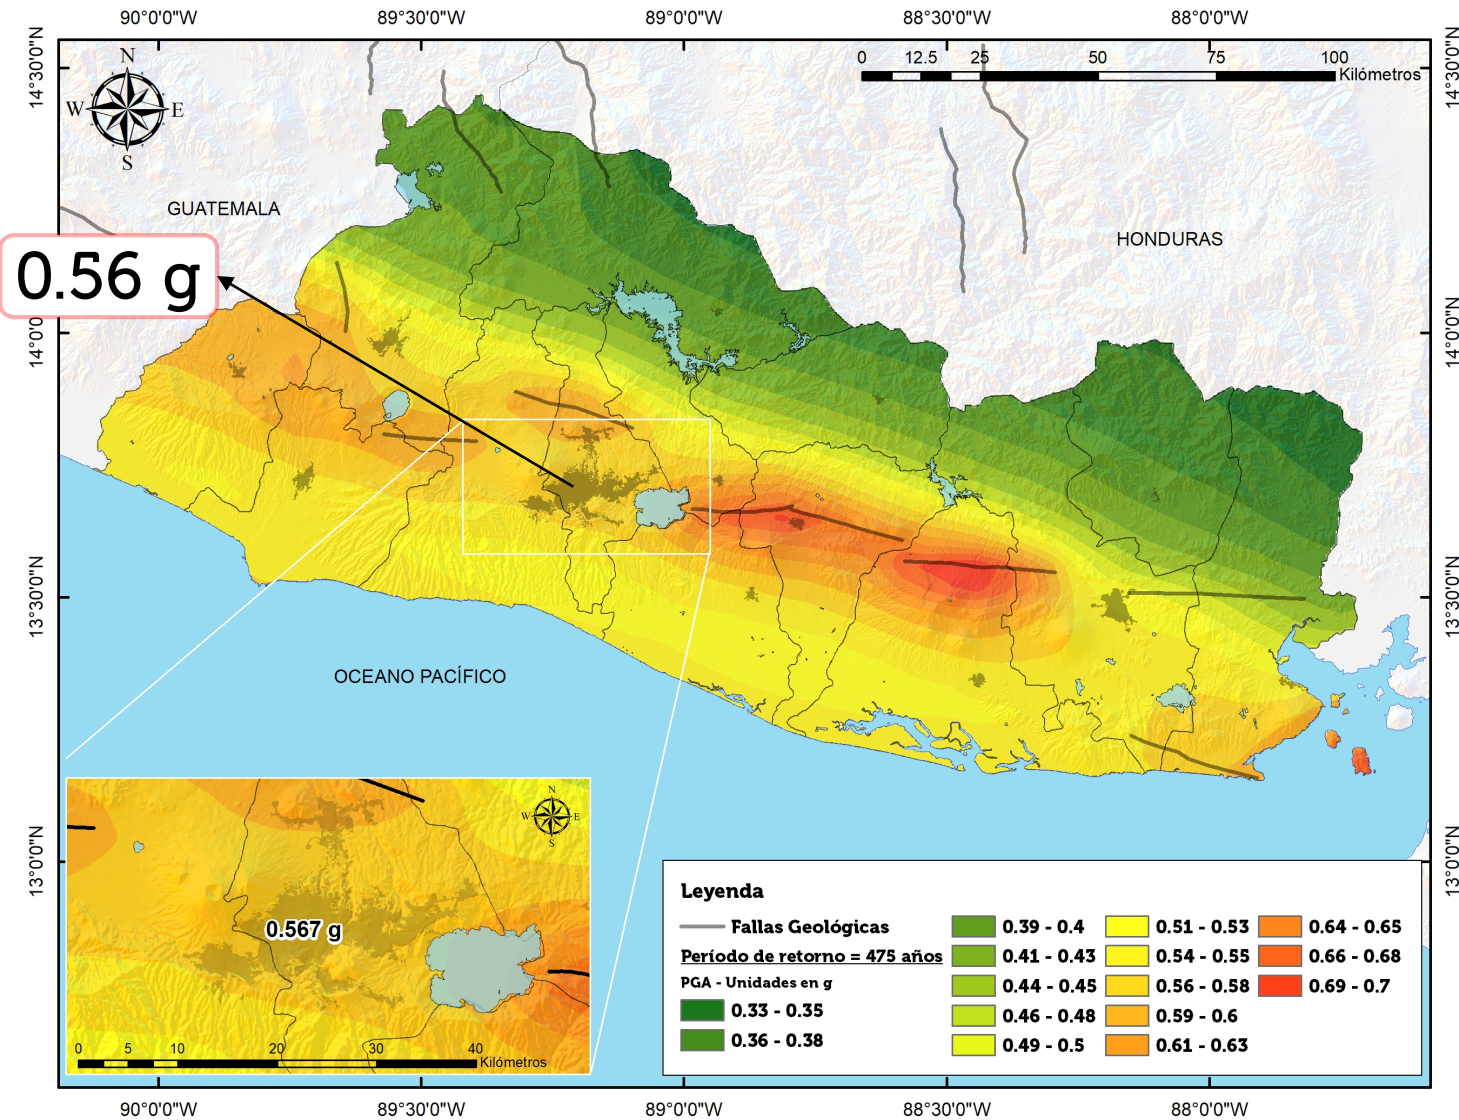 90°0'0"W
89°30'0"W
89°0'0"W
88°30'0"W
88°0'0"W
14°30'0"N
14°30'0"N
N
W
E
S
0
12.5
25
50
75
100
Kilómetros
GUATEMALA
HONDURAS
0.56 g
14°0'0"N
14°0'0"N
13°30'0"N
13°30'0"N
OCEANO PACÍFICO
13°0'0"N
13°0'0"N
N
W
E
S
0.567 g
0
5
10
20
30
40
Kilómetros
Leyenda
Fallas Geológicas
Período de retorno = 475 años
PGA - Unidades en g
0.33 - 0.35
0.36 - 0.38
0.39 - 0.4
0.41 - 0.43
0.44 - 0.45
0.46 - 0.48
0.49 - 0.5
0.51 - 0.53
0.54 - 0.55
0.56 - 0.58
0.59 - 0.6
0.61 - 0.63
0.64 - 0.65
0.66 - 0.68
0.69 - 0.7
90°0'0"W
89°30'0"W
89°0'0"W
88°30'0"W
88°0'0"W